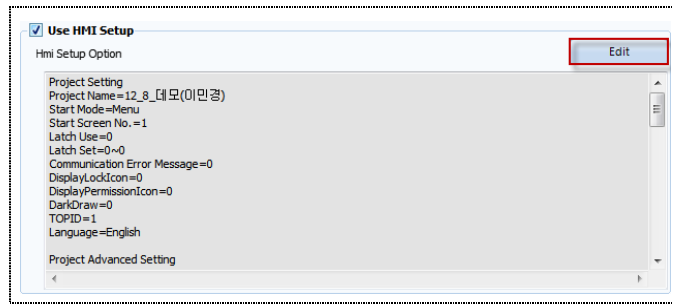 Use HMI Setup
Hmi Setup Option
Edit
Project Setting
Project Name=12_8_데모(이민경)
Start Mode=Menu
Start Screen No.=1
Latch Use=0
Latch Set=0~0
Communication Error Message=0
DisplayLockIcon=0
DisplayPermissionIcon=0
DarkDraw=0
TOPID=1
Language=English
Project Advanced Setting